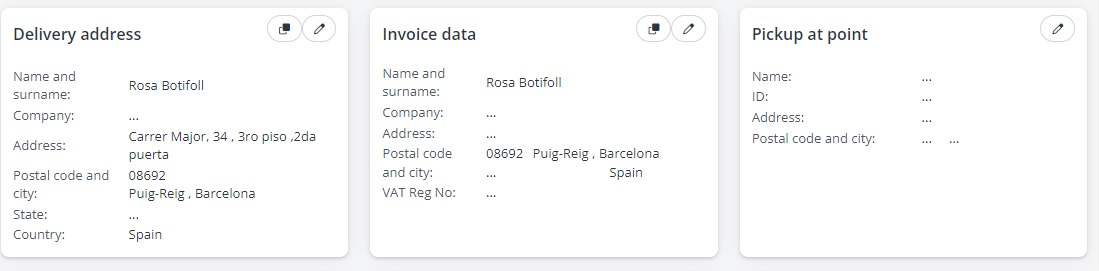 Delivery address
Name and surname: Rosa Botifoll
Company: ...
Address: Carrer Major, 34 , 3ro piso ,2da puerta
Postal code and city: 08692
Puig-Reig , Barcelona
State: ...
Country: Spain
Invoice data
Name and surname: Rosa Botifoll
Company: ...
Address: ...
Postal code and city: 08692 Puig-Reig , Barcelona
... Spain
VAT Reg No: ...
Pickup at point
Name: ...
ID: ...
Address: ...
Postal code and city: ... ...